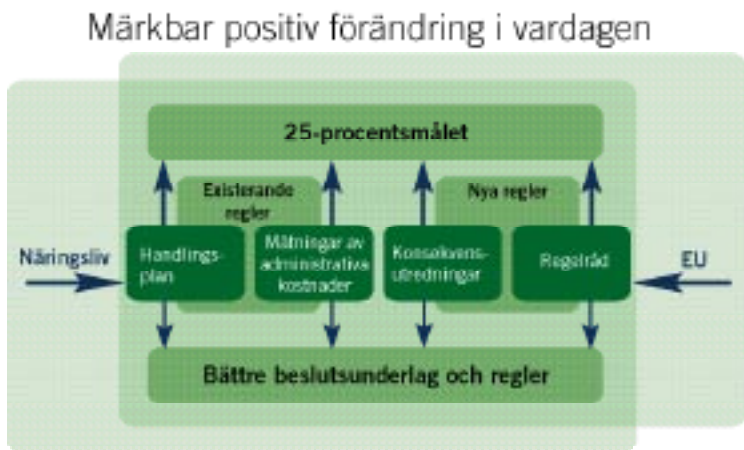 Märkbar positiv förändring i vardagen
25-procentsmålet
Existerande
regler
Nya regler
Näringsliv
Handlings-
plan
Mätningar av
administrativa
kostnader
Konsekvens-
utredningar
Regelråd
EU
Bättre beslutsunderlag och regler